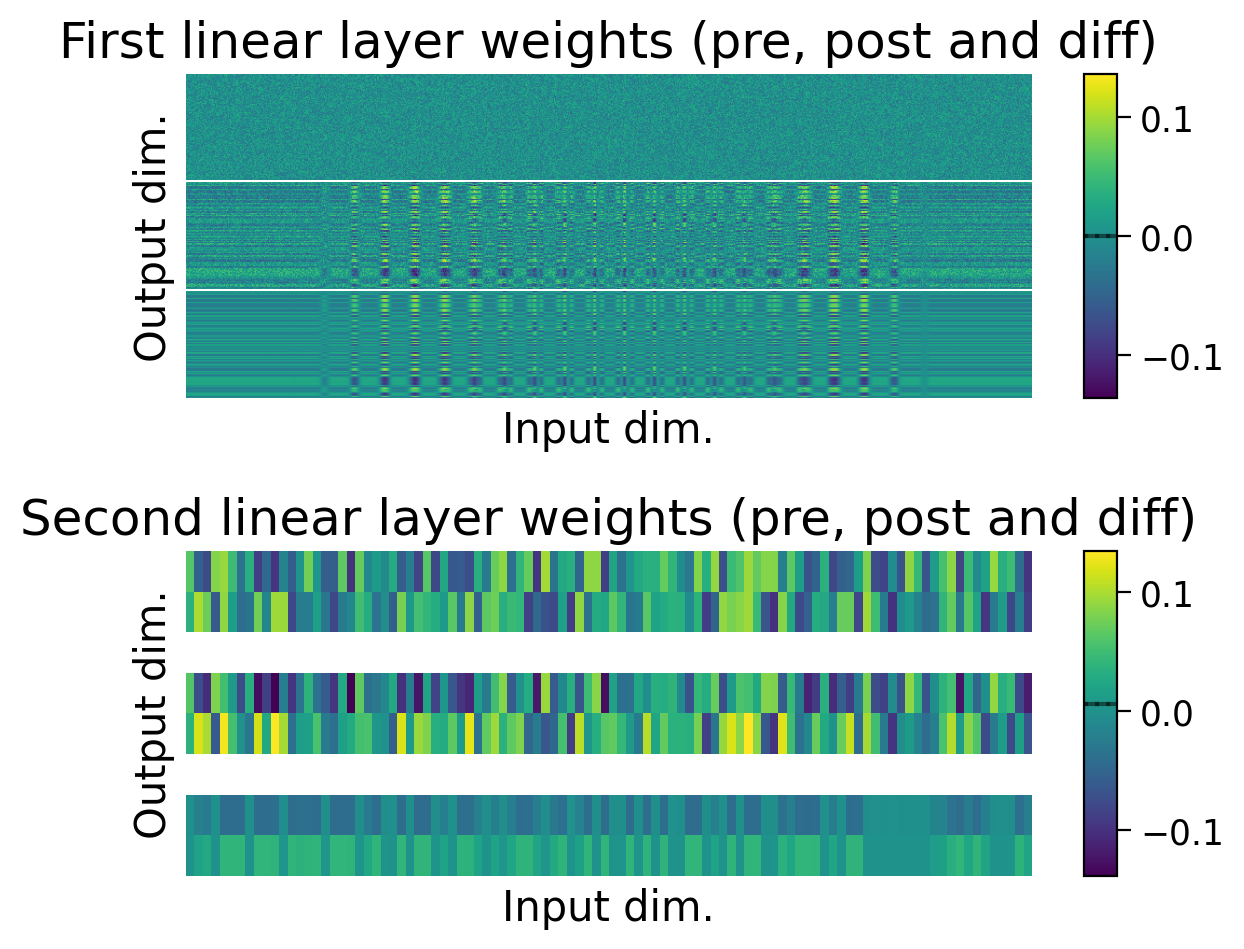 First linear layer weights (pre, post and diff)
Output dim.
0.1
0.0
−0.1
Input dim.
Second linear layer weights (pre, post and diff)
Output dim.
0.1
0.0
−0.1
Input dim.